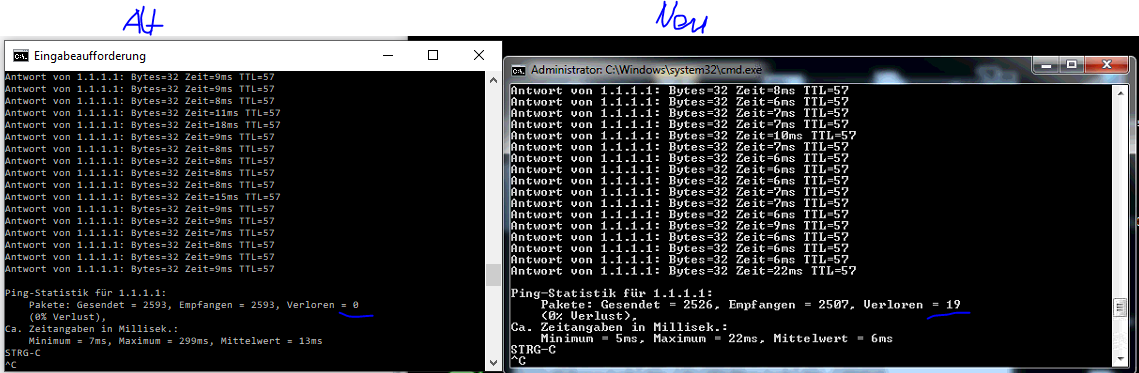 Alt
Neu
Eingabeaufforderung
Antwort von 1.1.1.1: Bytes=32 Zeit=9ms TTL=57
Antwort von 1.1.1.1: Bytes=32 Zeit=9ms TTL=57
Antwort von 1.1.1.1: Bytes=32 Zeit=8ms TTL=57
Antwort von 1.1.1.1: Bytes=32 Zeit=11ms TTL=57
Antwort von 1.1.1.1: Bytes=32 Zeit=18ms TTL=57
Antwort von 1.1.1.1: Bytes=32 Zeit=9ms TTL=57
Antwort von 1.1.1.1: Bytes=32 Zeit=8ms TTL=57
Antwort von 1.1.1.1: Bytes=32 Zeit=8ms TTL=57
Antwort von 1.1.1.1: Bytes=32 Zeit=8ms TTL=57
Antwort von 1.1.1.1: Bytes=32 Zeit=8ms TTL=57
Antwort von 1.1.1.1: Bytes=32 Zeit=15ms TTL=57
Antwort von 1.1.1.1: Bytes=32 Zeit=9ms TTL=57
Antwort von 1.1.1.1: Bytes=32 Zeit=9ms TTL=57
Antwort von 1.1.1.1: Bytes=32 Zeit=7ms TTL=57
Antwort von 1.1.1.1: Bytes=32 Zeit=8ms TTL=57
Antwort von 1.1.1.1: Bytes=32 Zeit=9ms TTL=57
Antwort von 1.1.1.1: Bytes=32 Zeit=9ms TTL=57
Ping-Statistik für 1.1.1.1:
Pakete: Gesendet = 2593, Empfangen = 2593, Verloren = 0
(0% Verlust),
Ca. Zeitangaben in Millisek.:
Minimum = 7ms, Maximum = 299ms, Mittelwert = 13ms
STRG-C
^C
Administrator: C:\Windows\system32\cmd.exe
Antwort von 1.1.1.1: Bytes=32 Zeit=8ms TTL=57
Antwort von 1.1.1.1: Bytes=32 Zeit=6ms TTL=57
Antwort von 1.1.1.1: Bytes=32 Zeit=7ms TTL=57
Antwort von 1.1.1.1: Bytes=32 Zeit=7ms TTL=57
Antwort von 1.1.1.1: Bytes=32 Zeit=10ms TTL=57
Antwort von 1.1.1.1: Bytes=32 Zeit=7ms TTL=57
Antwort von 1.1.1.1: Bytes=32 Zeit=6ms TTL=57
Antwort von 1.1.1.1: Bytes=32 Zeit=6ms TTL=57
Antwort von 1.1.1.1: Bytes=32 Zeit=6ms TTL=57
Antwort von 1.1.1.1: Bytes=32 Zeit=7ms TTL=57
Antwort von 1.1.1.1: Bytes=32 Zeit=7ms TTL=57
Antwort von 1.1.1.1: Bytes=32 Zeit=6ms TTL=57
Antwort von 1.1.1.1: Bytes=32 Zeit=9ms TTL=57
Antwort von 1.1.1.1: Bytes=32 Zeit=6ms TTL=57
Antwort von 1.1.1.1: Bytes=32 Zeit=6ms TTL=57
Antwort von 1.1.1.1: Bytes=32 Zeit=6ms TTL=57
Antwort von 1.1.1.1: Bytes=32 Zeit=22ms TTL=57
Ping-Statistik für 1.1.1.1:
Pakete: Gesendet = 2526, Empfangen = 2507, Verloren = 19
(0% Verlust),
Ca. Zeitangaben in Millisek.:
Minimum = 5ms, Maximum = 22ms, Mittelwert = 6ms
STRG-C
^C